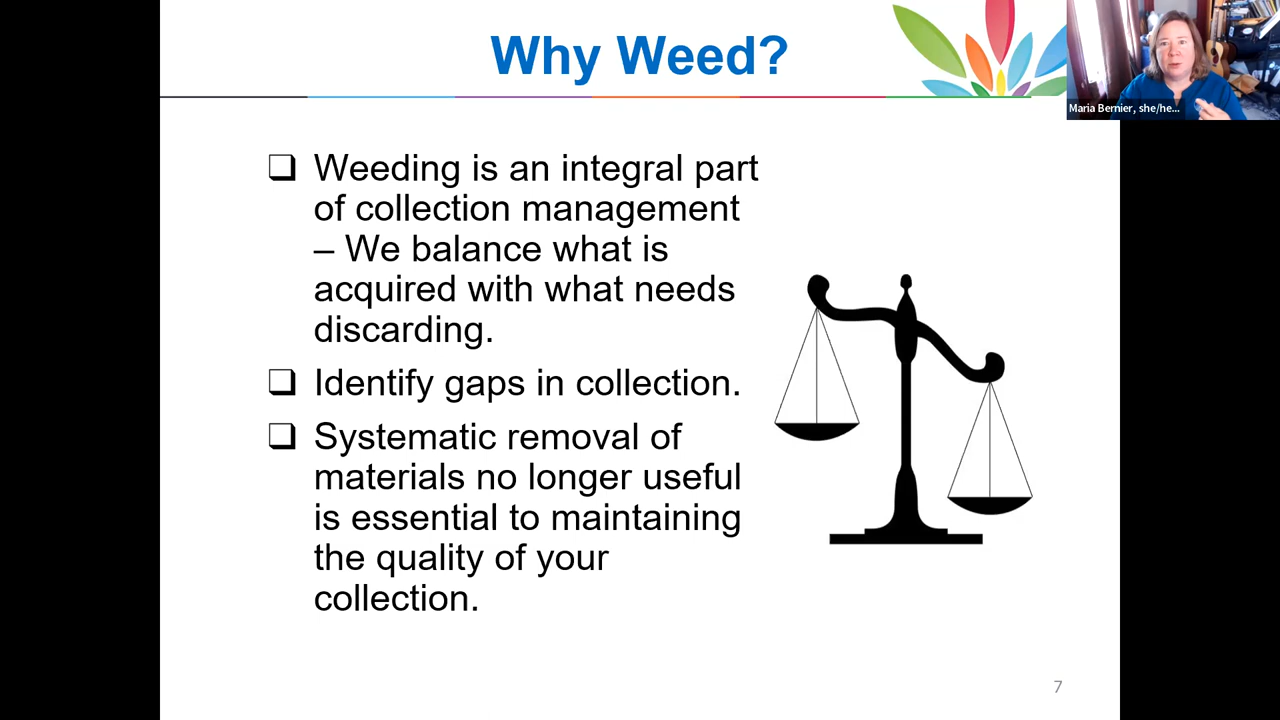 Why Weed?
Maria Bernier, she/he...
❑ Weeding is an integral part
of collection management
– We balance what is
acquired with what needs
discarding.
❑ Identify gaps in collection.
❑ Systematic removal of
materials no longer useful
is essential to maintaining
the quality of your
collection.
7